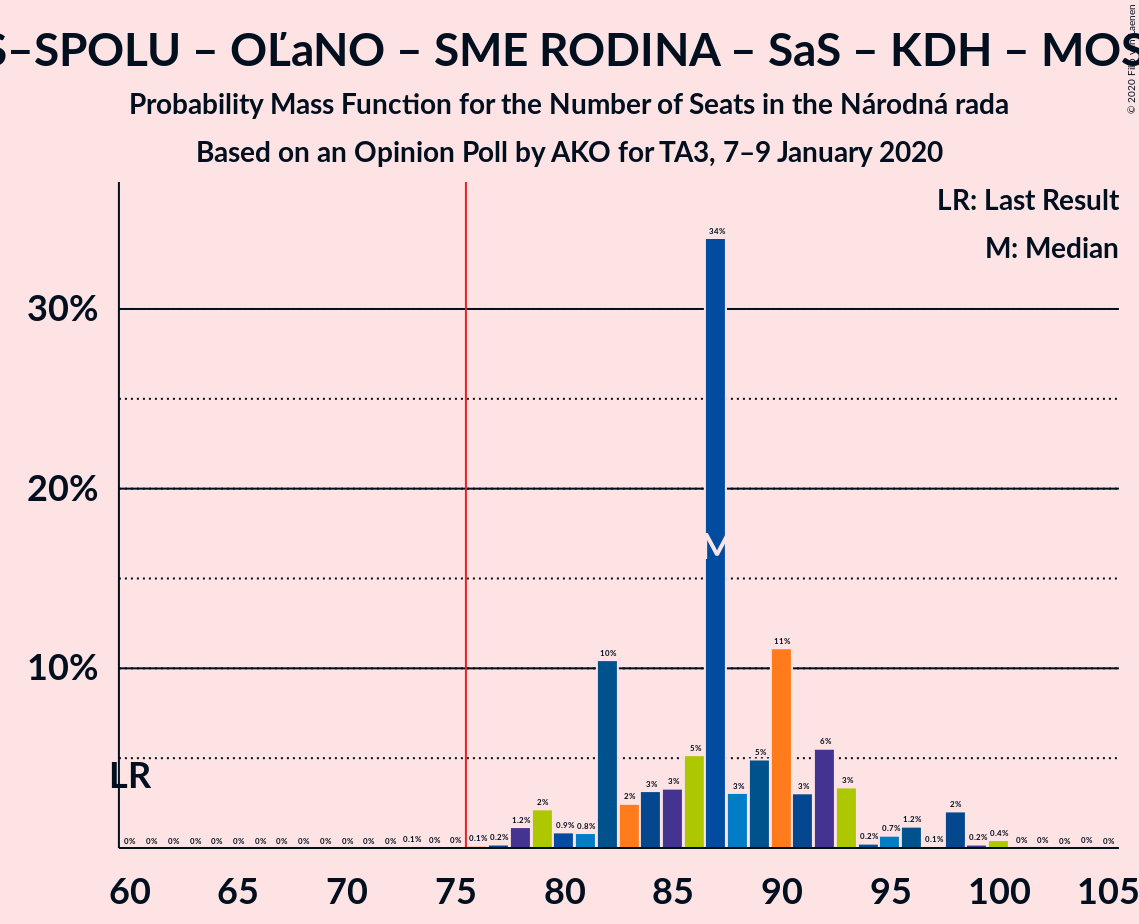 S–SPOLU – OĽaNO – SME RODINA – SaS – KDH – MOS
Probability Mass Function for the Number of Seats in the Národná rada
Based on an Opinion Poll by AKO for TA3, 7–9 January 2020
LR: Last Result
M: Median
© 2020
34%
30%
M
20%
11%
10%
10%
6%
5%
5%
LR
3%
3%
3%
3%
3%
2%
2%
2%
1.2%
0.9%
0.8%
0.7%
1.2%
0% 0% 0% 0% 0% 0% 0% 0% 0% 0% 0% 0% 0% 0.1% 0% 0% 0.1% 0.2%
0.2% 0.1% 0.2% 0.4% 0% 0% 0% 0% 0%
60 65 70 75 80 85 90 95 100 105